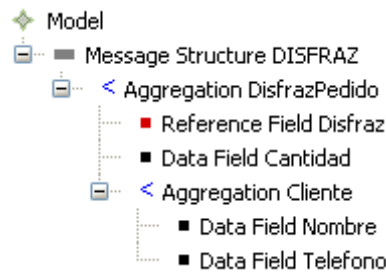 Model
Message Structure DISFRAZ
Aggregation DisfrazPedido
Reference Field Disfraz
Data Field Cantidad
Aggregation Cliente
Data Field Nombre
Data Field Telefono